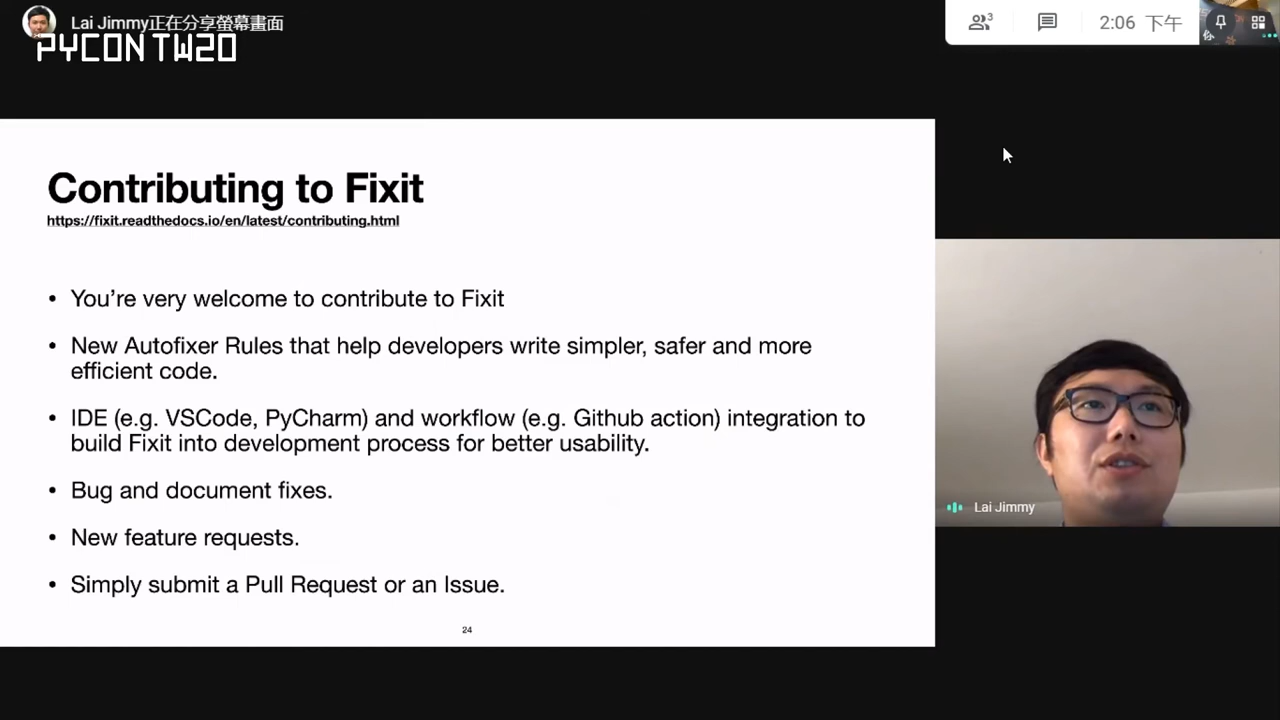 Lai Jimmy正在分享螢幕畫面
PYCON TW20
3
2:06 下午
你
Contributing to Fixit
https://fixit.readthedocs.io/en/latest/contributing.html
• You’re very welcome to contribute to Fixit
• New Autofixer Rules that help developers write simpler, safer and more
efficient code.
• IDE (e.g. VSCode, PyCharm) and workflow (e.g. Github action) integration to
build Fixit into development process for better usability.
• Bug and document fixes.
• New feature requests.
• Simply submit a Pull Request or an Issue.
24
Lai Jimmy